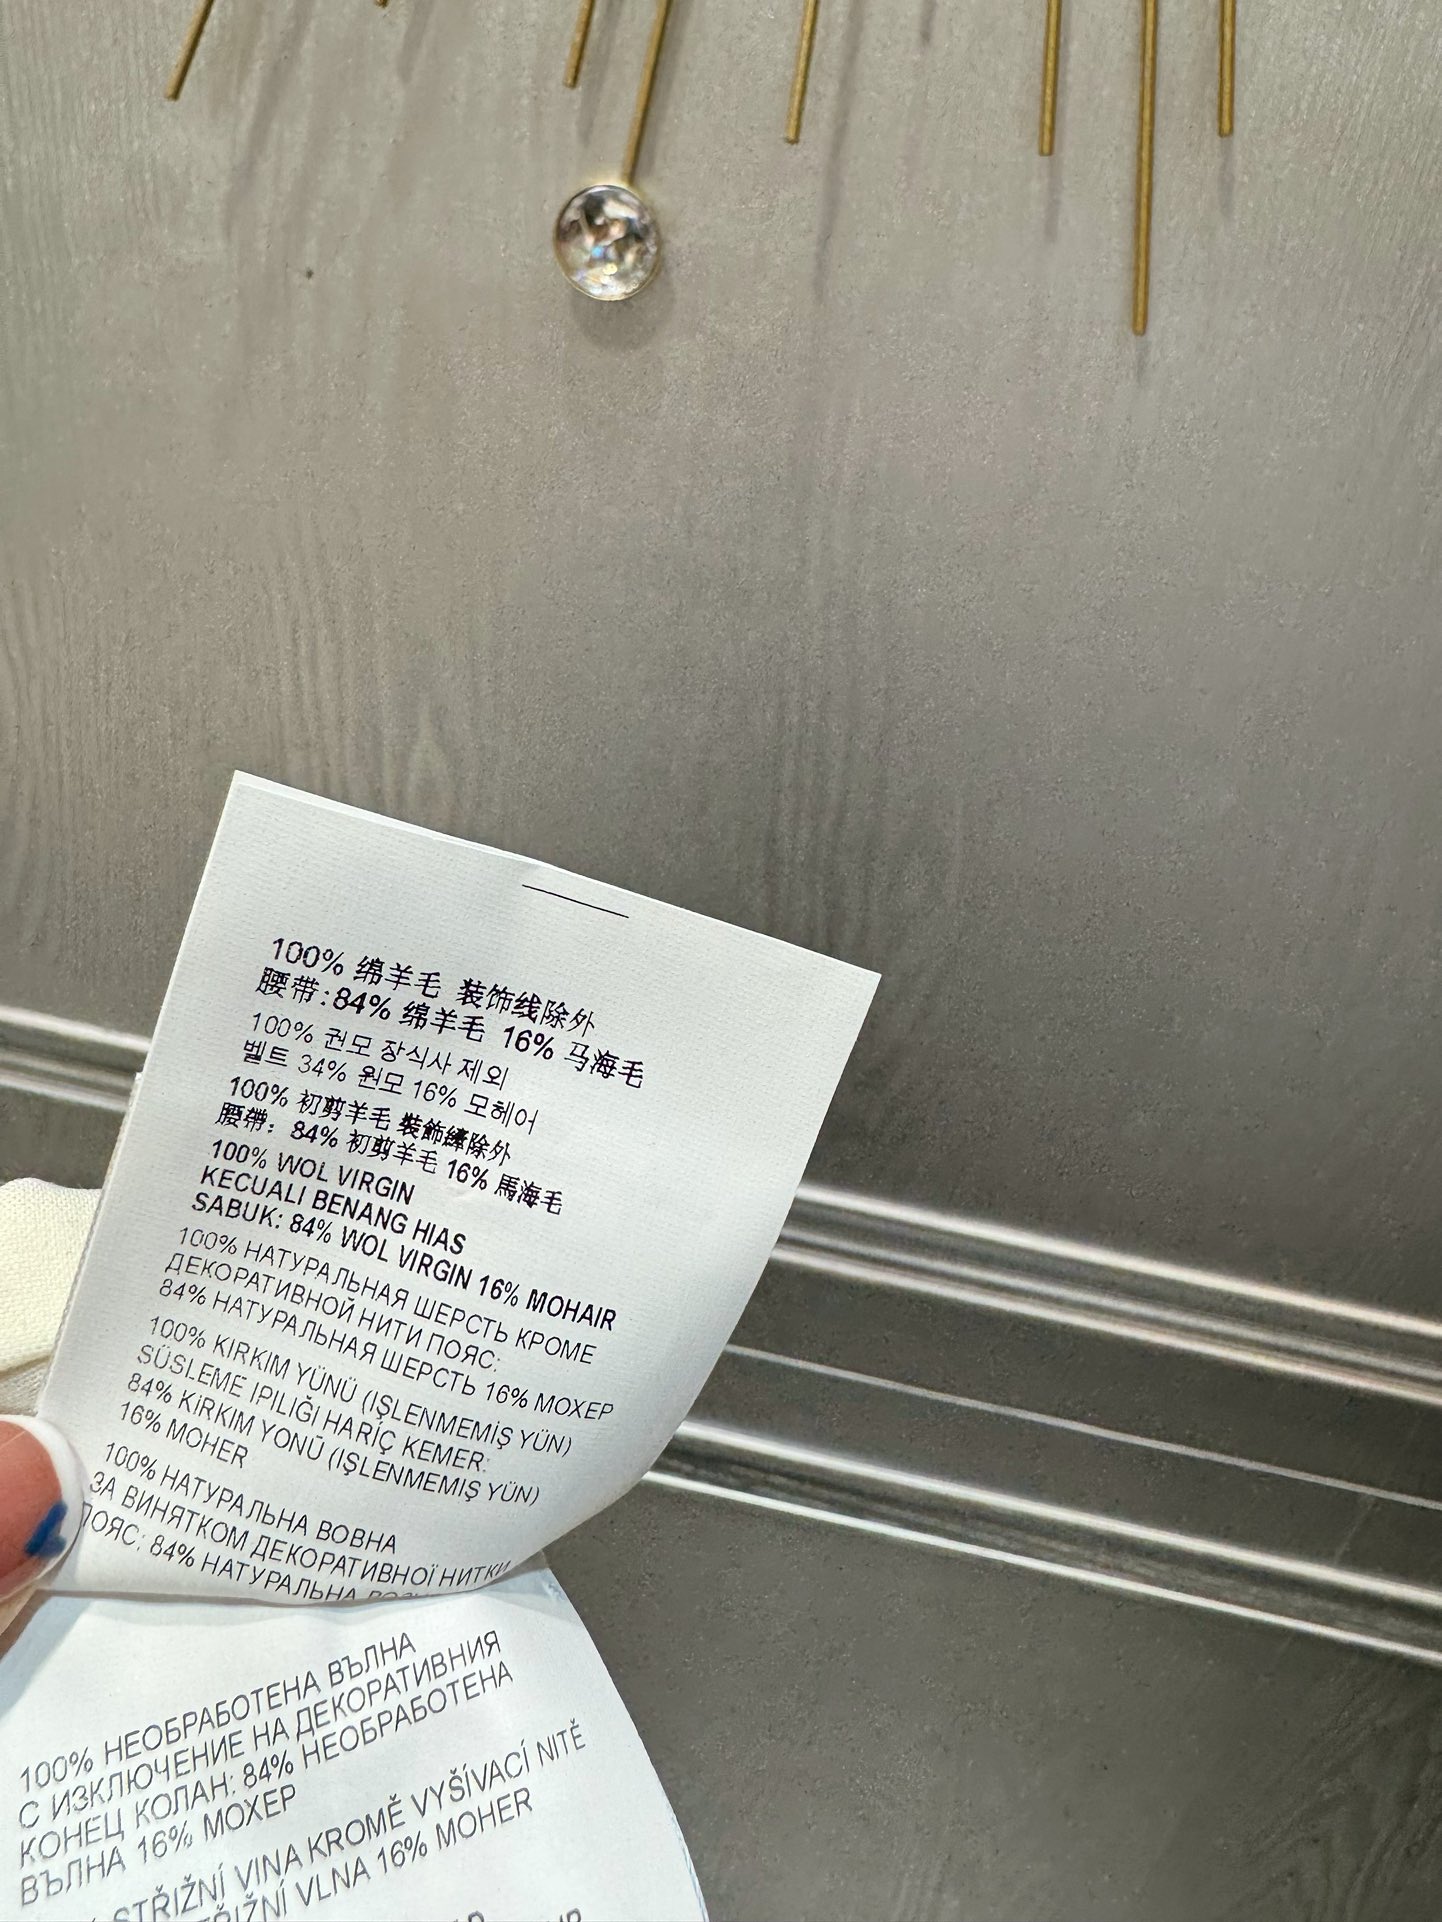 100% 绵羊毛 装饰线除外
腰带:84% 绵羊毛 16% 马海毛
100% 권모 장식사 제외
벨트 34% 원모 16% 모헤어
100% 初剪羊毛 裝飾線除外
腰帶: 84% 初剪羊毛 16% 馬海毛
100% WOL VIRGIN
KECUALI BENANG HIAS
SABUK: 84% WOL VIRGIN 16% MOHAIR
100% НАТУРАЛЬНАЯ ШЕРСТЬ КРОМЕ
ДЕКОРАТИВНОЙ НИТИ ПОЯС:
84% НАТУРАЛЬНАЯ ШЕРСТЬ 16% МОХЕР
100% KIRKIM YÜNÜ (IŞLENMEMİŞ YÜN)
SÜSLEME IPILIĞI HARİÇ KEMER:
84% KİRKIM YONÜ (IŞLENMEMIŞ YÜN)
16% MOHER
100% НАТУРАЛЬНА ВОВНА
ЗА ВИНЯТКОМ ДЕКОРАТИВНОЇ НИТКИ
ПОЯС: 84% НАТУРАЛЬНА
100% НЕОБРАБОТЕНА ВЪЛНА
С ИЗКЛЮЧЕНИЕ НА ДЕКОРАТИВНИЯ
КОНЕЦ КОЛАН: 84% НЕОБРАБОТЕНА
ВЪЛНА 16% МОХЕР
STŘIŽNÍ VINA KROMĚ VYŠÍVACÍ NITĚ
VLNA 16% MOHER